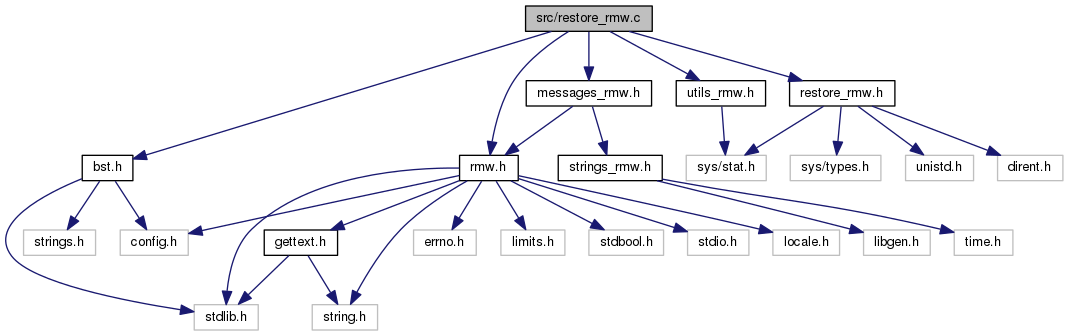 src/restore_rmw.c
messages_rmw.h
utils_rmw.h
restore_rmw.h
bst.h
rmw.h
strings_rmw.h
sys/stat.h
sys/types.h
unistd.h
dirent.h
strings.h
config.h
gettext.h
errno.h
limits.h
stdbool.h
stdio.h
locale.h
libgen.h
time.h
stdlib.h
string.h